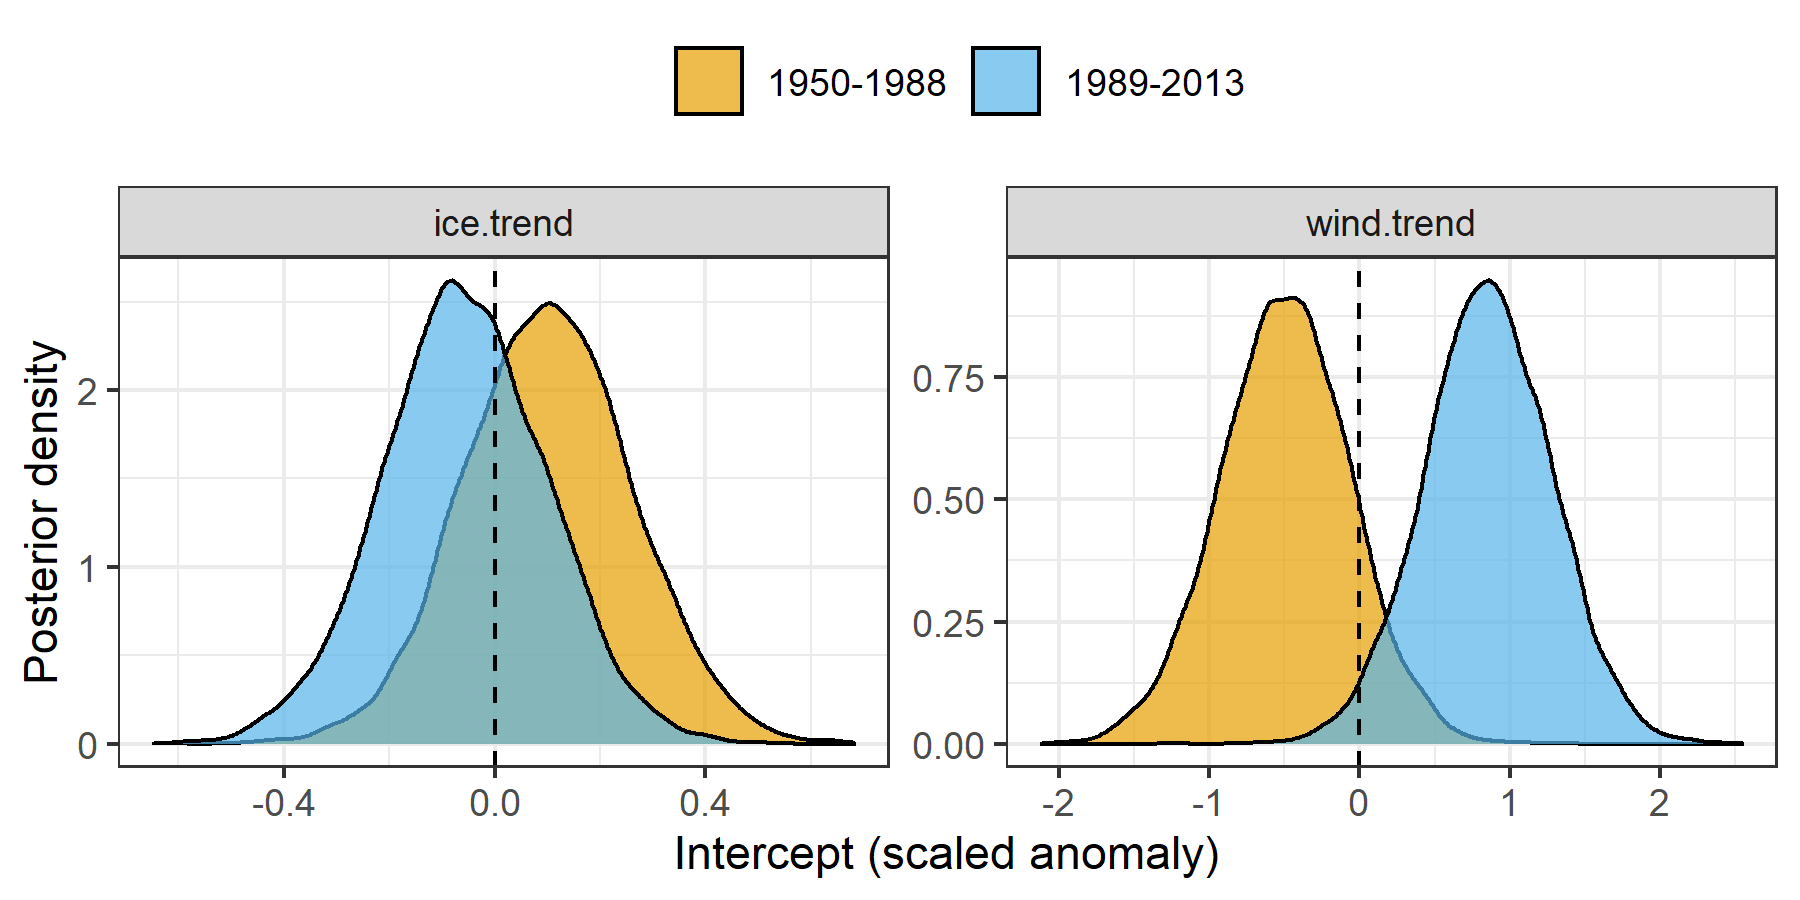 1950-1988 1989-2013
ice.trend wind.trend
Posterior density
2
1
0
0.75
0.50
0.25
0.00
-0.4 0.0 0.4
-2 -1 0 1 2
Intercept (scaled anomaly)